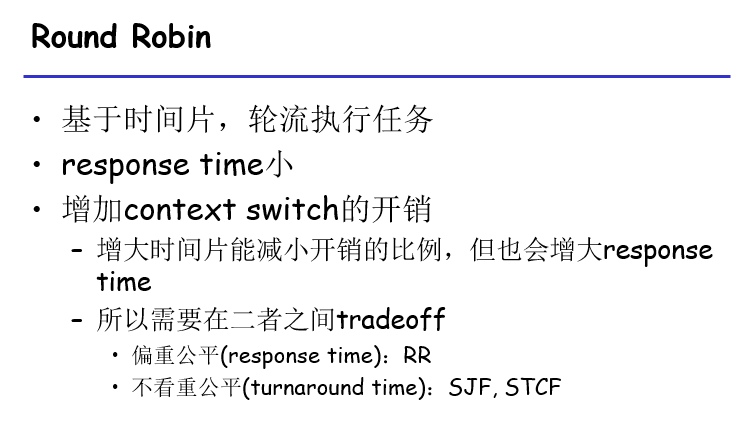 Round Robin
• 基于时间片，轮流执行任务
• response time小
• 增加context switch的开销
– 增大时间片能减小开销的比例，但也会增大response
time
– 所以需要在二者之间tradeoff
• 偏重公平(response time)：RR
• 不看重公平(turnaround time)：SJF, STCF